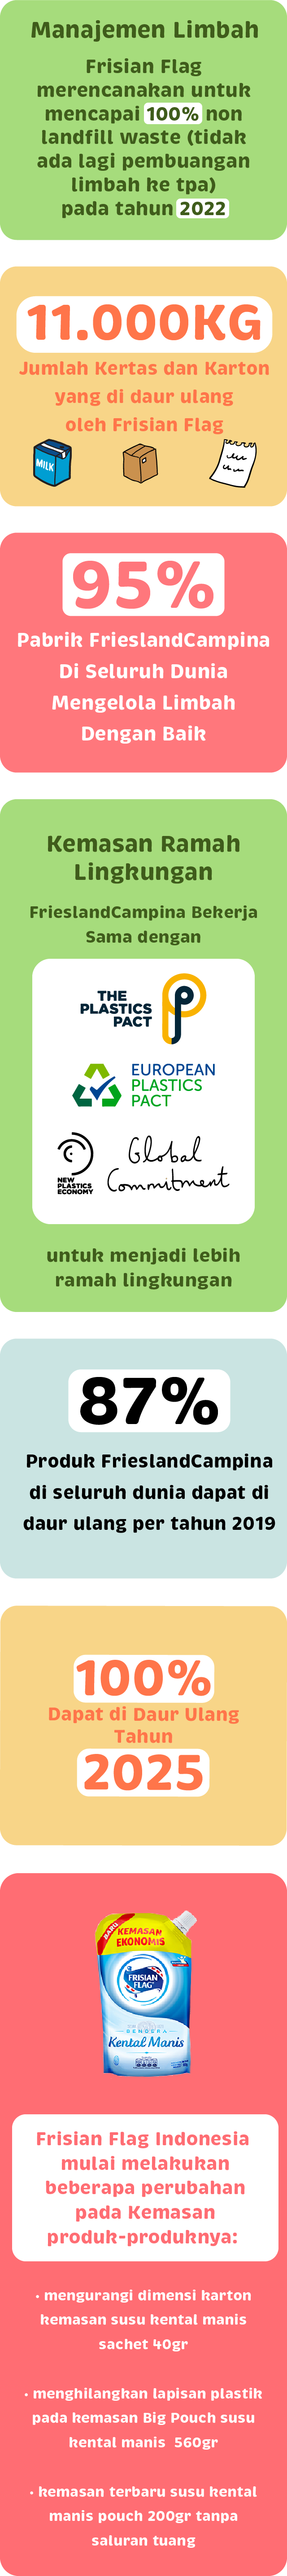 Manajemen Limbah
Frisian Flag
merencanakan untuk
mencapai 100% non
landfill waste (tidak
ada lagi pembuangan
limbah ke tpa)
pada tahun 2022
11.000KG
Jumlah Kertas dan Karton
yang di daur ulang
oleh Frisian Flag
MILK
95%
Pabrik FrieslandCampina
Di Seluruh Dunia
Mengelola Limbah
Dengan Baik
Kemasan Ramah
Lingkungan
FrieslandCampina Bekerja
Sama dengan
THE
PLASTICS
PACT
EUROPEAN
PLASTICS
PACT
NEW
PLASTICS
ECONOMY
Global
Commitment
untuk menjadi lebih
ramah lingkungan
87%
Produk FrieslandCampina
di seluruh dunia dapat di
daur ulang per tahun 2019
100%
Dapat di Daur Ulang
Tahun
2025
BARU
KEMASAN
EKONOMIS
FRISIAN
FLAG
BENDERA
Kental Manis
Frisian Flag Indonesia
mulai melakukan
beberapa perubahan
pada Kemasan
produk-produknya:
• mengurangi dimensi karton
kemasan susu kental manis
sachet 40gr
• menghilangkan lapisan plastik
pada kemasan Big Pouch susu
kental manis 560gr
• kemasan terbaru susu kental
manis pouch 200gr tanpa
saluran tuang